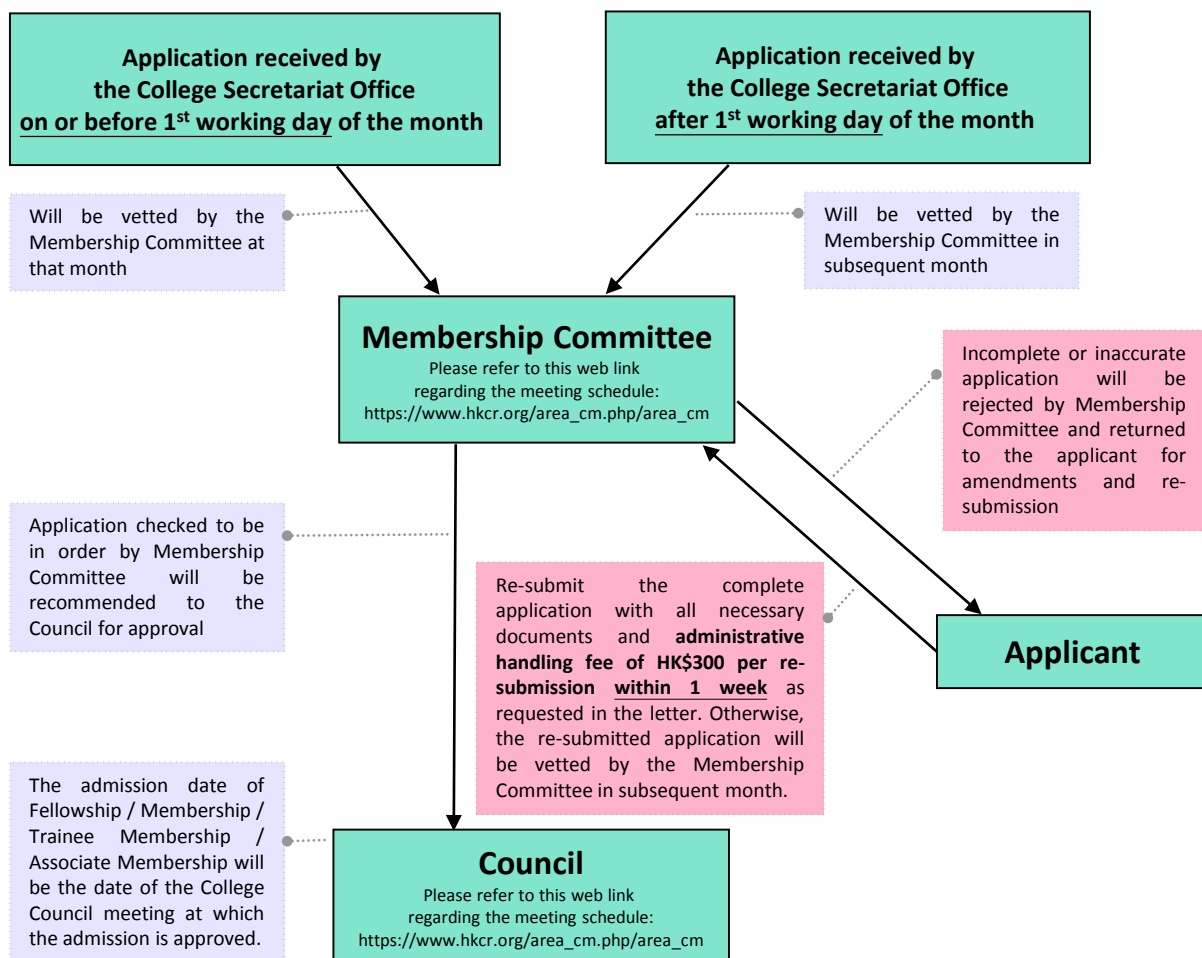 Application received by
the College Secretariat Office
on or before 1st working day of the month
Application received by
the College Secretariat Office
after 1st working day of the month
Will be vetted by the
Membership Committee at
that month
Will be vetted by the
Membership Committee in
subsequent month
Membership Committee
Please refer to this web link
regarding the meeting schedule:
https://www.hkcr.org/area_cm.php/area_cm
Incomplete or inaccurate
application will be
rejected by Membership
Committee and returned
to the applicant for
amendments and re-
submission
Application checked to be
in order by Membership
Committee will be
recommended to the
Council for approval
Re-submit the complete
application with all necessary
documents and administrative
handling fee of HK$300 per re-
submission within 1 week as
requested in the letter. Otherwise,
the re-submitted application will
be vetted by the Membership
Committee in subsequent month.
Applicant
The admission date of
Fellowship / Membership /
Trainee Membership /
Associate Membership will
be the date of the College
Council meeting at which
the admission is approved.
Council
Please refer to this web link
regarding the meeting schedule:
https://www.hkcr.org/area_cm.php/area_cm